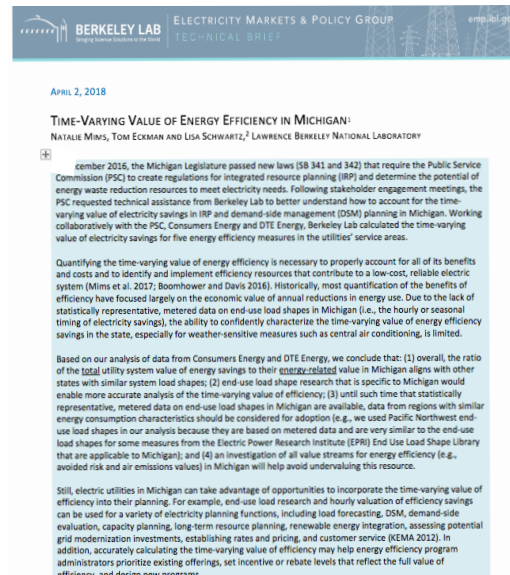 BERKELEY LAB
Bringing Science Solutions to the World
ELECTRICITY MARKETS & POLICY GROUP
TECHNICAL BRIEF
emp.lbl.go
APRIL 2, 2018
TIME-VARYING VALUE OF ENERGY EFFICIENCY IN MICHIGAN¹
NATALIE MIMS, TOM ECKMAN AND LISA SCHWARTZ,² LAWRENCE BERKELEY NATIONAL LABORATORY
cember 2016, the Michigan Legislature passed new laws (SB 341 and 342) that require the Public Service
Commission (PSC) to create regulations for integrated resource planning (IRP) and determine the potential of
energy waste reduction resources to meet electricity needs. Following stakeholder engagement meetings, the
PSC requested technical assistance from Berkeley Lab to better understand how to account for the time-
varying value of electricity savings in IRP and demand-side management (DSM) planning in Michigan. Working
collaboratively with the PSC, Consumers Energy and DTE Energy, Berkeley Lab calculated the time-varying
value of electricity savings for five energy efficiency measures in the utilities' service areas.
Quantifying the time-varying value of energy efficiency is necessary to properly account for all of its benefits
and costs and to identify and implement efficiency resources that contribute to a low-cost, reliable electric
system (Mims et al. 2017; Boomhower and Davis 2016). Historically, most quantification of the benefits of
efficiency have focused largely on the economic value of annual reductions in energy use. Due to the lack of
statistically representative, metered data on end-use load shapes in Michigan (i.e., the hourly or seasonal
timing of electricity savings), the ability to confidently characterize the time-varying value of energy efficiency
savings in the state, especially for weather-sensitive measures such as central air conditioning, is limited.
Based on our analysis of data from Consumers Energy and DTE Energy, we conclude that: (1) overall, the ratio
of the total utility system value of energy savings to their energy-related value in Michigan aligns with other
states with similar system load shapes; (2) end-use load shape research that is specific to Michigan would
enable more accurate analysis of the time-varying value of efficiency; (3) until such time that statistically
representative, metered data on end-use load shapes in Michigan are available, data from regions with similar
energy consumption characteristics should be considered for adoption (e.g., we used Pacific Northwest end-
use load shapes in our analysis because they are based on metered data and are very similar to the end-use
load shapes for some measures from the Electric Power Research Institute (EPRI) End Use Load Shape Library
that are applicable to Michigan); and (4) an investigation of all value streams for energy efficiency (e.g.,
avoided risk and air emissions values) in Michigan will help avoid undervaluing this resource.
Still, electric utilities in Michigan can take advantage of opportunities to incorporate the time-varying value of
efficiency into their planning. For example, end-use load research and hourly valuation of efficiency savings
can be used for a variety of electricity planning functions, including load forecasting, DSM, demand-side
evaluation, capacity planning, long-term resource planning, renewable energy integration, assessing potential
grid modernization investments, establishing rates and pricing, and customer service (KEMA 2012). In
addition, accurately calculating the time-varying value of efficiency may help energy efficiency program
administrators prioritize existing offerings, set incentive or rebate levels that reflect the full value of
efficiency, and design new programs.